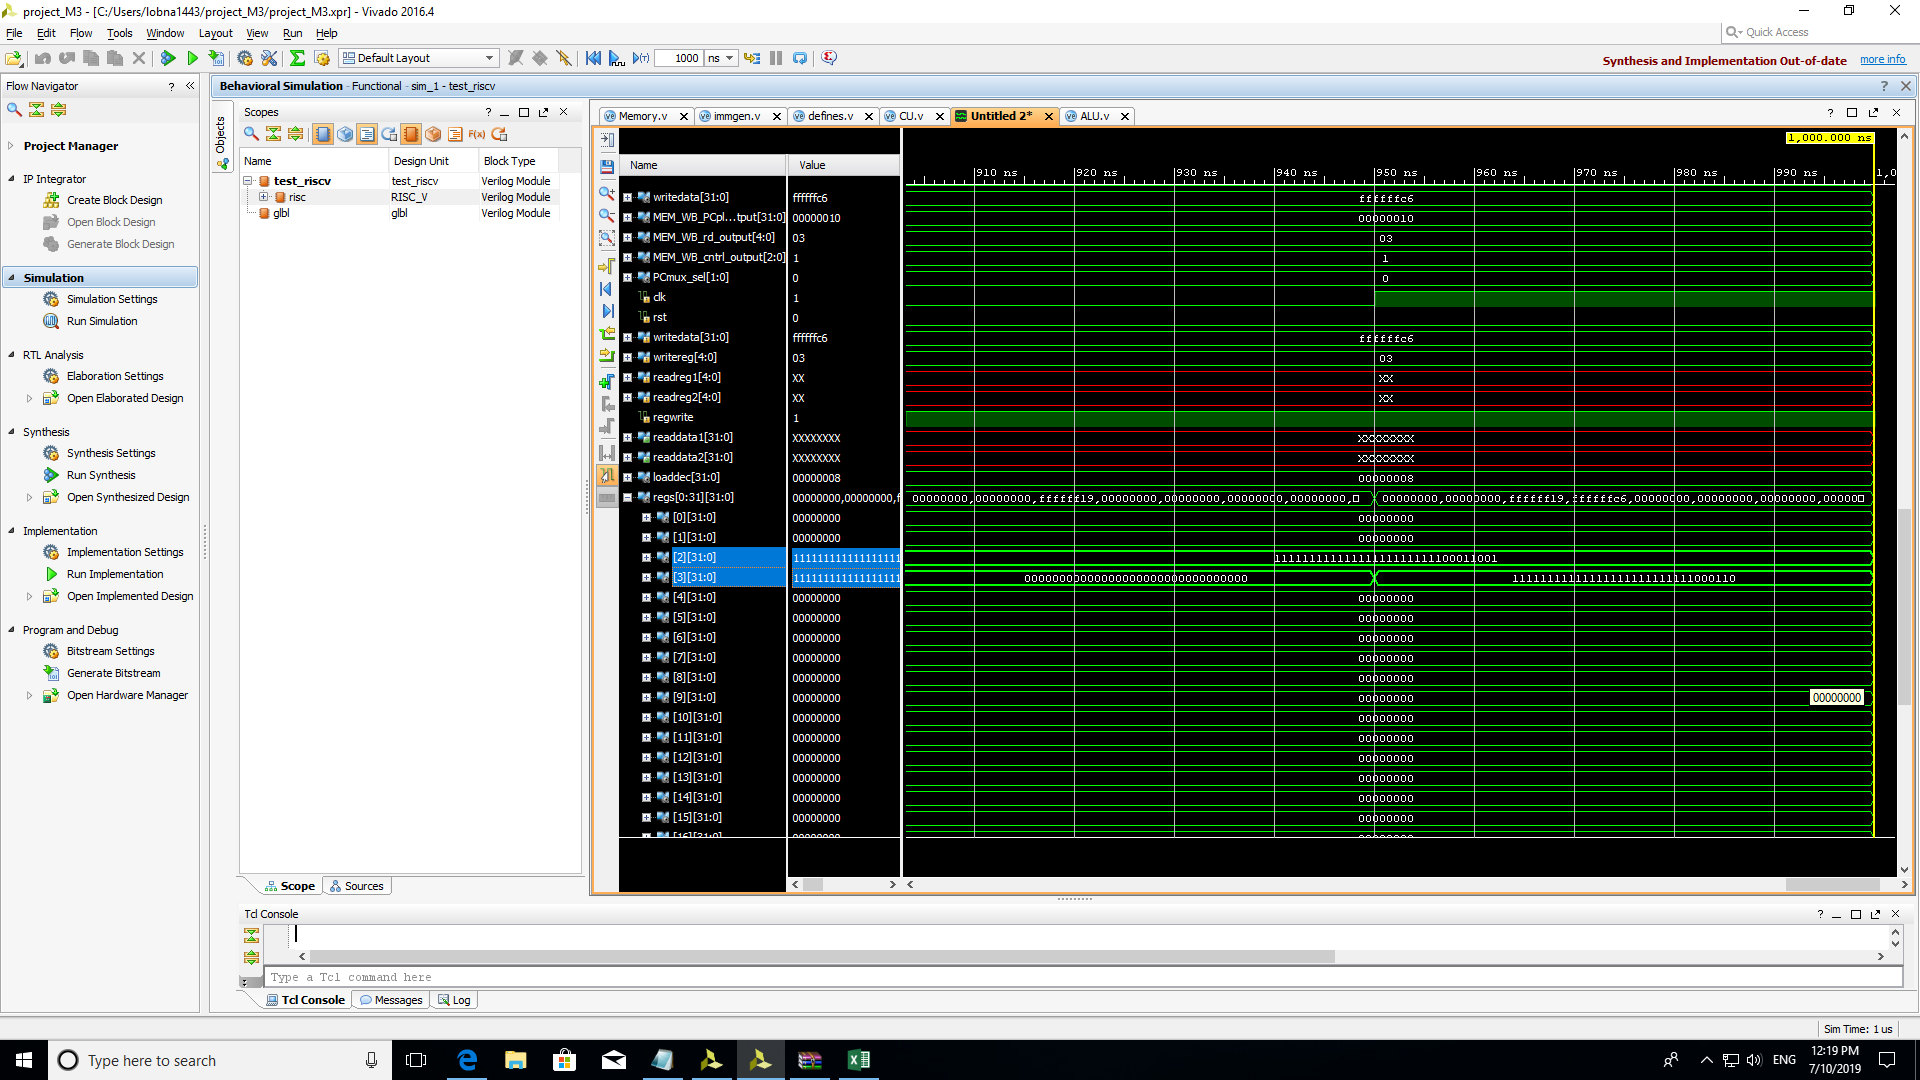 project_M3 - [C:/Users/lobna1443/project_M3/project_M3.xpr] - Vivado 2016.4
File Edit Flow Tools Window Layout View Run Help
Quick Access
Default Layout
1000 ns
Synthesis and Implementation Out-of-date more info
Flow Navigator
Project Manager
IP Integrator
Create Block Design
Open Block Design
Generate Block Design
Simulation
Simulation Settings
Run Simulation
RTL Analysis
Elaboration Settings
Open Elaborated Design
Synthesis
Synthesis Settings
Run Synthesis
Open Synthesized Design
Implementation
Implementation Settings
Run Implementation
Open Implemented Design
Program and Debug
Bitstream Settings
Generate Bitstream
Open Hardware Manager
Behavioral Simulation - Functional - sim_1 - test_riscv
Objects
Scopes
Name Design Unit Block Type
test_riscv test_riscv Verilog Module
risc RISC_V Verilog Module
glbl glbl Verilog Module
Scope Sources
Memory.v immgen.v defines.v CU.v Untitled 2* ALU.v
1,000.000 ns
Name Value
910 ns 920 ns 930 ns 940 ns 950 ns 960 ns 970 ns 980 ns 990 ns 1,0
writedata[31:0] ffffffc6 ffffffc6
MEM_WB_PCpl...tput[31:0] 00000010 00000010
MEM_WB_rd_output[4:0] 03 03
MEM_WB_cntrl_output[2:0] 1 1
PCmux_sel[1:0] 0 0
clk 1
rst 0
writedata[31:0] ffffffc6 ffffffc6
writereg[4:0] 03 03
readreg1[4:0] XX XX
readreg2[4:0] XX XX
regwrite 1
readdata1[31:0] XXXXXXXX XXXXXXXX
readdata2[31:0] XXXXXXXX XXXXXXXX
loaddec[31:0] 00000008 00000008
regs[0:31][31:0] 00000000,00000000,f 00000000,00000000,ffffff19,00000000,00000000,00000000,00000000, 00000000,00000000,ffffff19,ffffffc6,00000000,00000000,00000000,00000
[0][31:0] 00000000 00000000
[1][31:0] 00000000 00000000
[2][31:0] 111111111111111111 11111111111111111111111100011001
[3][31:0] 111111111111111111 00000000000000000000000000000000 11111111111111111111111111000110
[4][31:0] 00000000 00000000
[5][31:0] 00000000 00000000
[6][31:0] 00000000 00000000
[7][31:0] 00000000 00000000
[8][31:0] 00000000 00000000
[9][31:0] 00000000 00000000 00000000
[10][31:0] 00000000 00000000
[11][31:0] 00000000 00000000
[12][31:0] 00000000 00000000
[13][31:0] 00000000 00000000
[14][31:0] 00000000 00000000
[15][31:0] 00000000 00000000
Tcl Console
Type a Tcl command here
Tcl Console Messages Log
Sim Time: 1 us
Type here to search
ENG
12:19 PM
7/10/2019